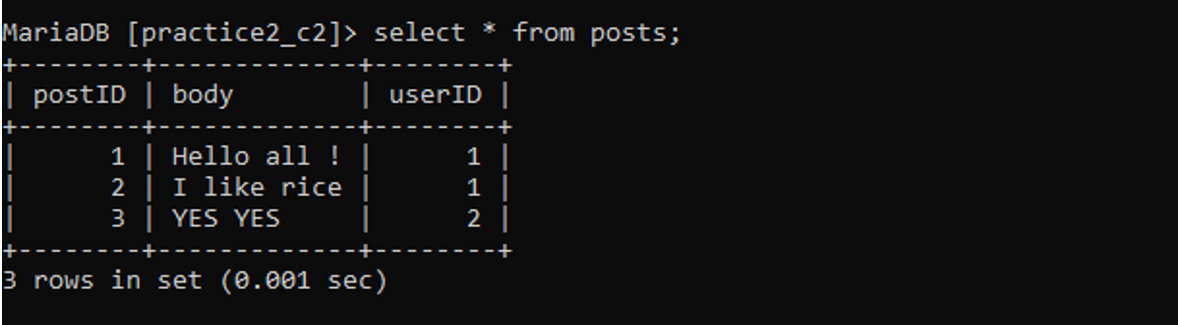 MariaDB [practice2_c2]> select * from posts;
+--------+-------------+--------+
| postID | body        | userID |
+--------+-------------+--------+
|      1 | Hello all ! |      1 |
|      2 | I like rice |      1 |
|      3 | YES YES     |      2 |
+--------+-------------+--------+
3 rows in set (0.001 sec)